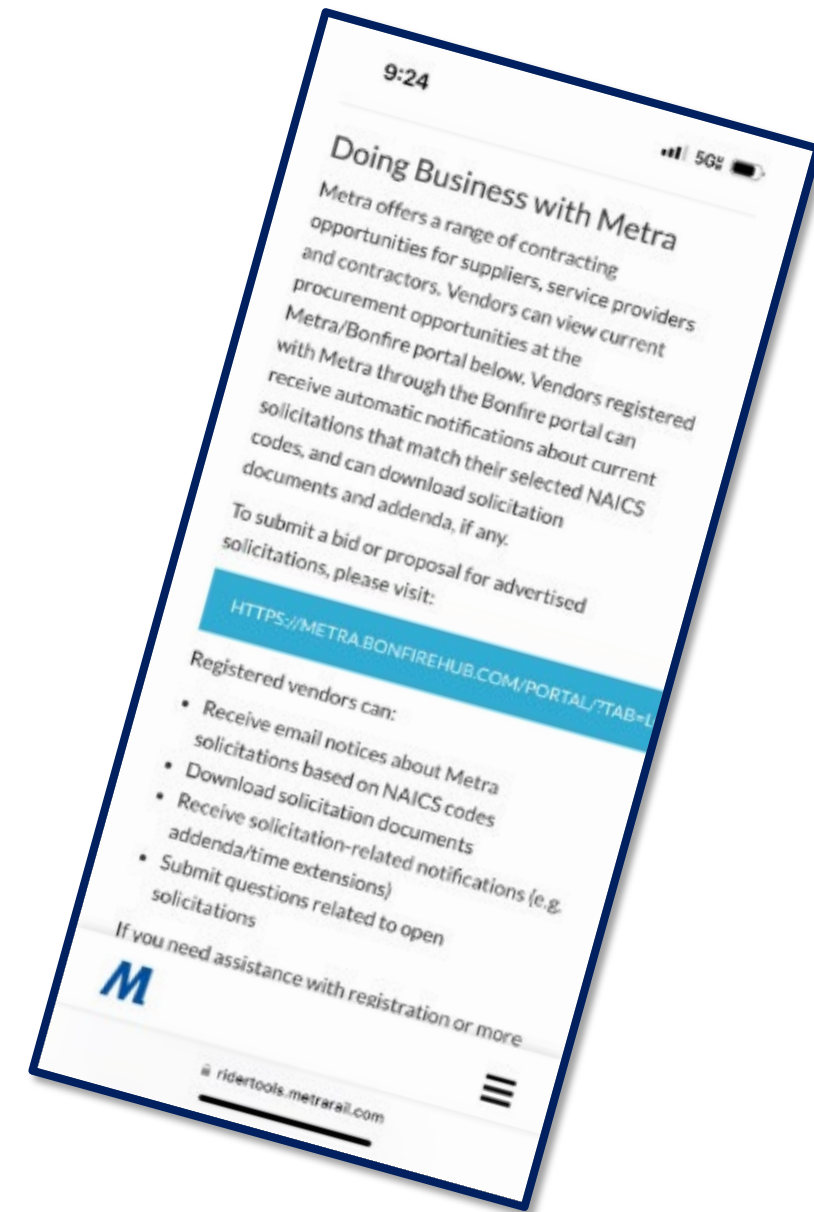 9:24
5G
Doing Business with Metra
Metra offers a range of contracting
opportunities for suppliers, service providers
and contractors. Vendors can view current
procurement opportunities at the
Metra/Bonfire portal below. Vendors registered
with Metra through the Bonfire portal can
receive automatic notifications about current
solicitations that match their selected NAICS
codes, and can download solicitation
documents and addenda, if any.
To submit a bid or proposal for advertised
solicitations, please visit:
HTTPS://METRA.BONFIREHUB.COM/PORTAL/?TAB=L
Registered vendors can:
• Receive email notices about Metra
solicitations based on NAICS codes
• Download solicitation documents
• Receive solicitation-related notifications (e.g.
addenda/time extensions)
• Submit questions related to open
solicitations
If you need assistance with registration or more
M
ridertools.metrarail.com